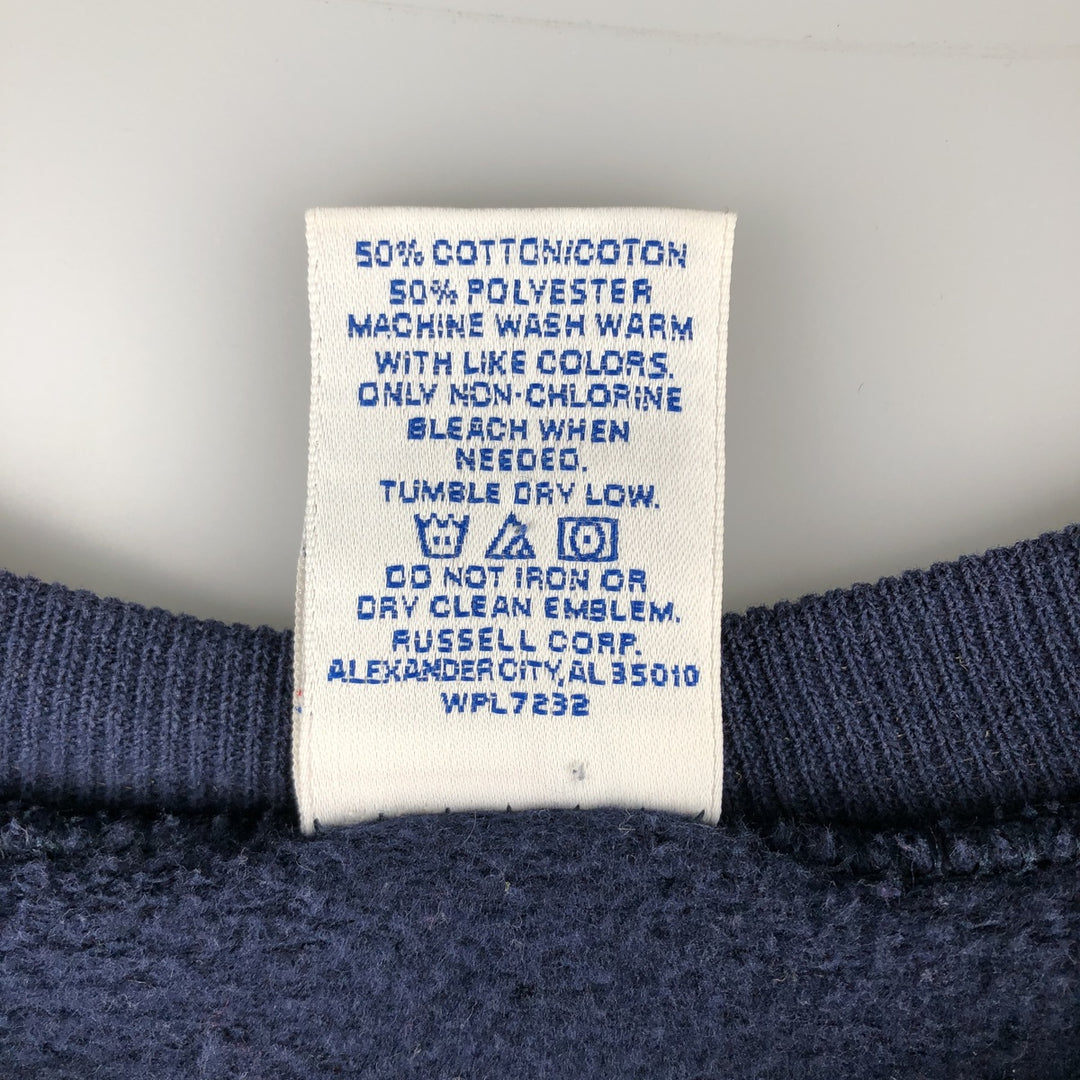 50% COTTON/COTON
50% POLYESTER
MACHINE WASH WARM
WITH LIKE COLORS.
ONLY NON-CHLORINE
BLEACH WHEN
NEEDED.
TUMBLE DRY LOW.
DO NOT IRON OR
DRY CLEAN EMBLEM.
RUSSELL CORP.
ALEXANDER CITY, AL 35010
WPL7232